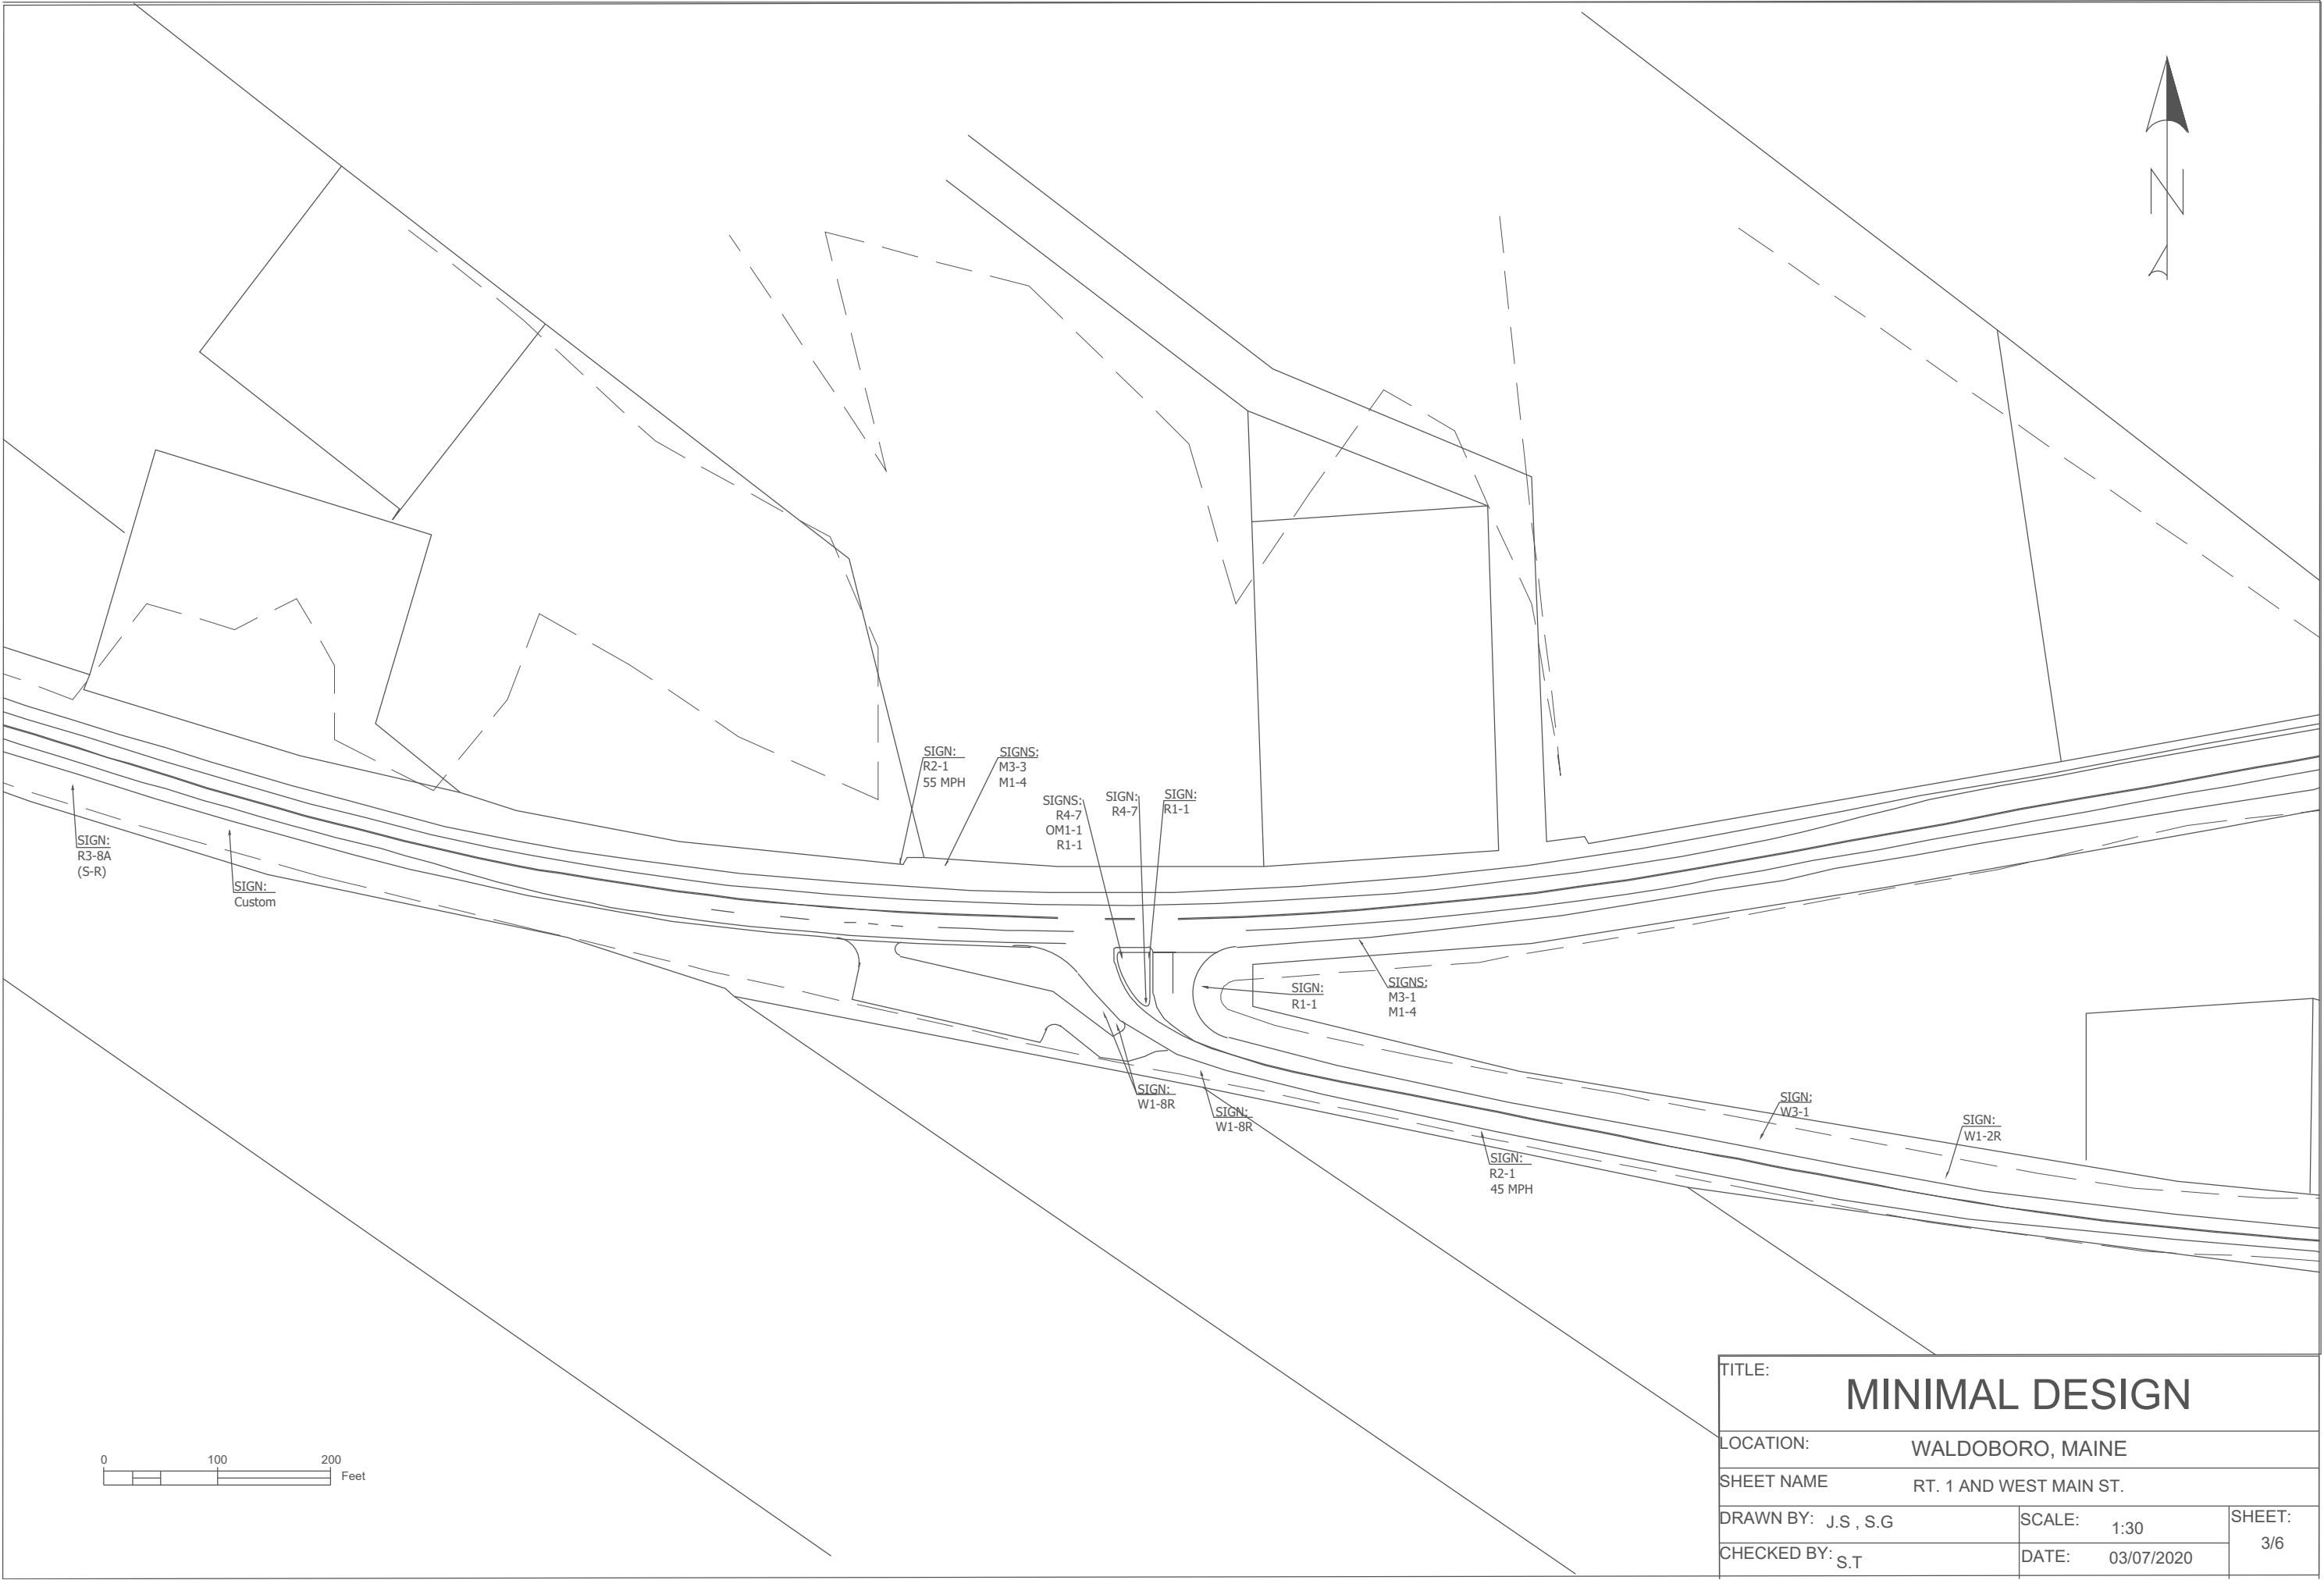 N
SIGN:
R2-1
55 MPH
SIGNS:
M3-3
M1-4
SIGNS:
R4-7
OM1-1
R1-1
SIGN:
R4-7
SIGN:
R1-1
SIGN:
R3-8A
(S-R)
SIGN:
Custom
SIGN:
R1-1
SIGNS:
M3-1
M1-4
SIGN:
W1-8R
SIGN:
W1-8R
SIGN:
R2-1
45 MPH
SIGN:
W3-1
SIGN:
W1-2R
0 100 200
Feet
TITLE:
MINIMAL DESIGN
LOCATION: WALDOBORO, MAINE
SHEET NAME RT. 1 AND WEST MAIN ST.
DRAWN BY: J.S , S.G
SCALE: 1:30
SHEET:
3/6
CHECKED BY: S.T
DATE: 03/07/2020